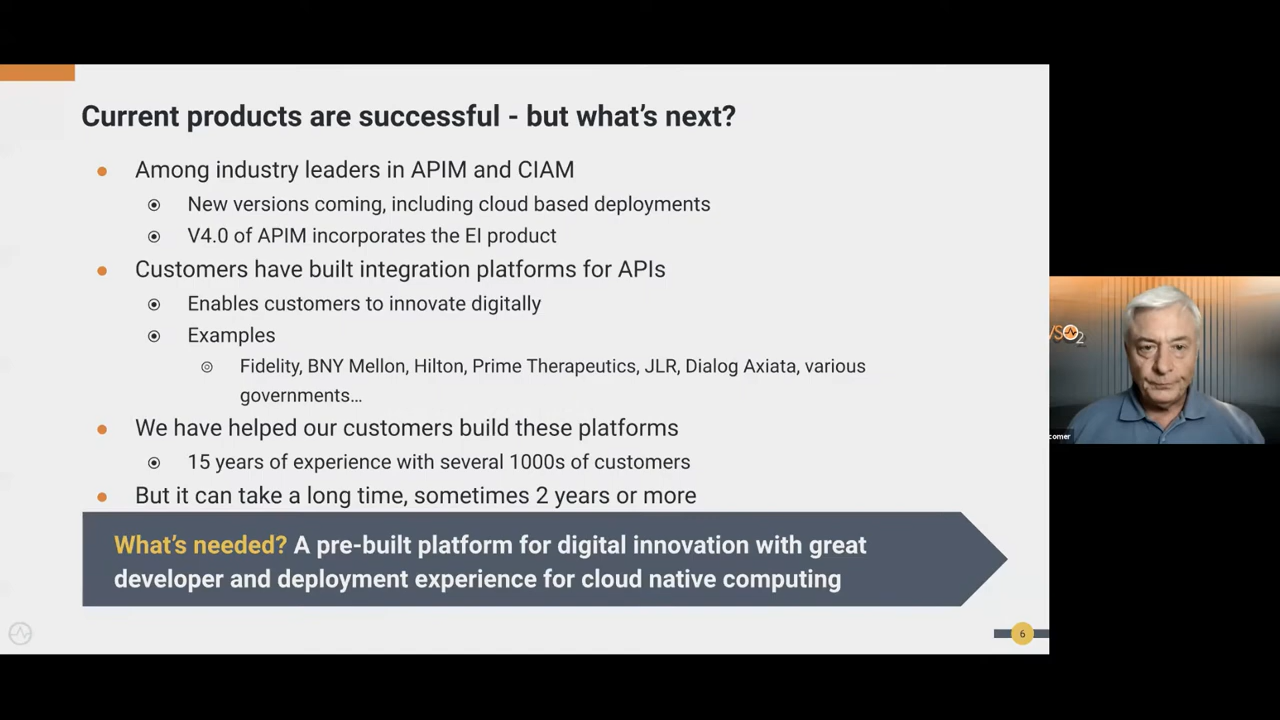 Current products are successful - but what's next?
Among industry leaders in APIM and CIAM
New versions coming, including cloud based deployments
V4.0 of APIM incorporates the EI product
Customers have built integration platforms for APIs
Enables customers to innovate digitally
Examples
Fidelity, BNY Mellon, Hilton, Prime Therapeutics, JLR, Dialog Axiata, various
governments…
We have helped our customers build these platforms
15 years of experience with several 1000s of customers
But it can take a long time, sometimes 2 years or more
What's needed? A pre-built platform for digital innovation with great
developer and deployment experience for cloud native computing
6
SO2
comer